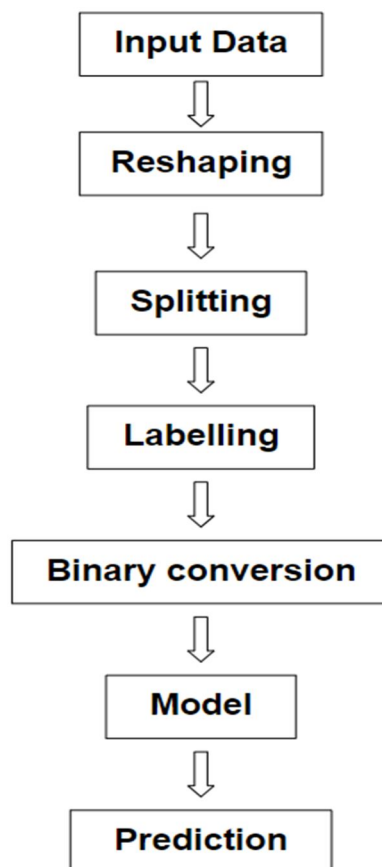 Input Data
Reshaping
Splitting
Labelling
Binary conversion
Model
Prediction